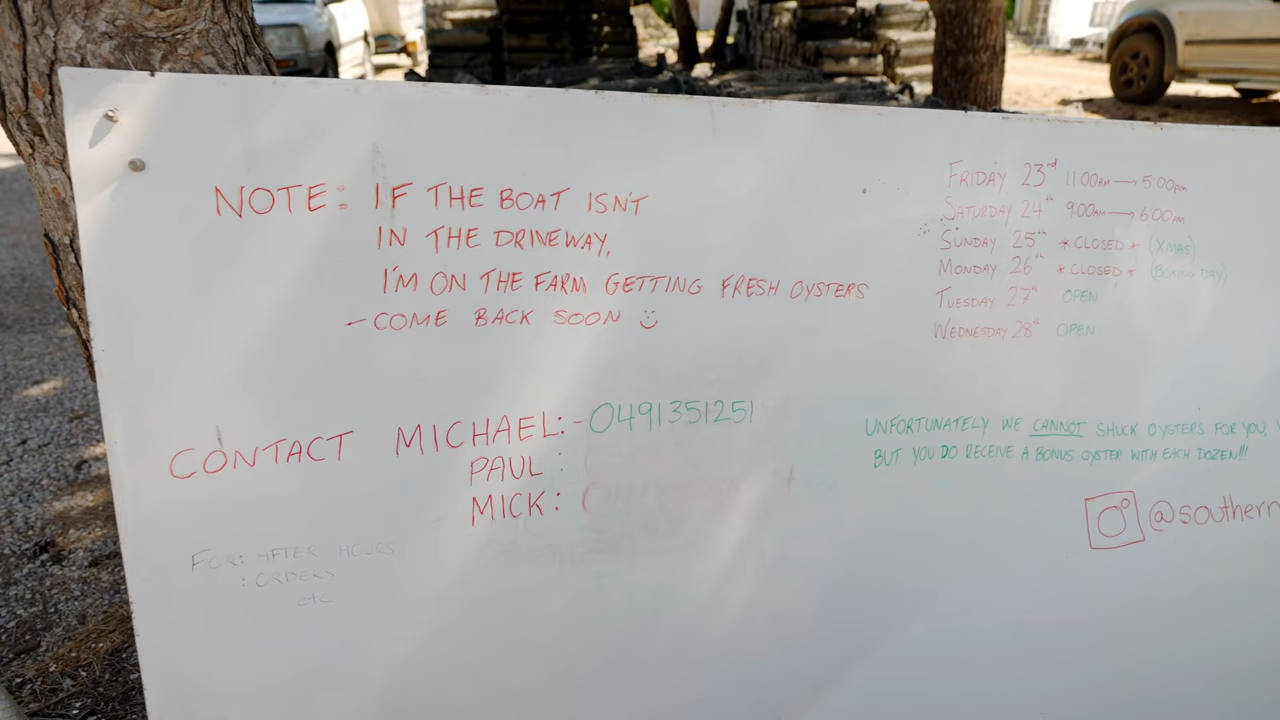 NOTE: IF THE BOAT ISN'T
IN THE DRIVEWAY,
I'M ON THE FARM GETTING FRESH OYSTERS
- COME BACK SOON
CONTACT MICHAEL:-0491351251
PAUL :
MICK :
FOR: AFTER HOURS
: ORDERS
etc
FRIDAY 23rd 11:00AM → 5:00pm
SATURDAY 24th 9:00AM → 6:00PM
SUNDAY 25th * CLOSED * (XMAS)
MONDAY 26th * CLOSED * (BOXING DAY)
TUESDAY 27th OPEN
WEDNESDAY 28th OPEN
UNFORTUNATELY WE CANNOT SHUCK OYSTERS FOR YOU,
BUT YOU DO RECEIVE A BONUS OYSTER WITH EACH DOZEN!!!
@southern